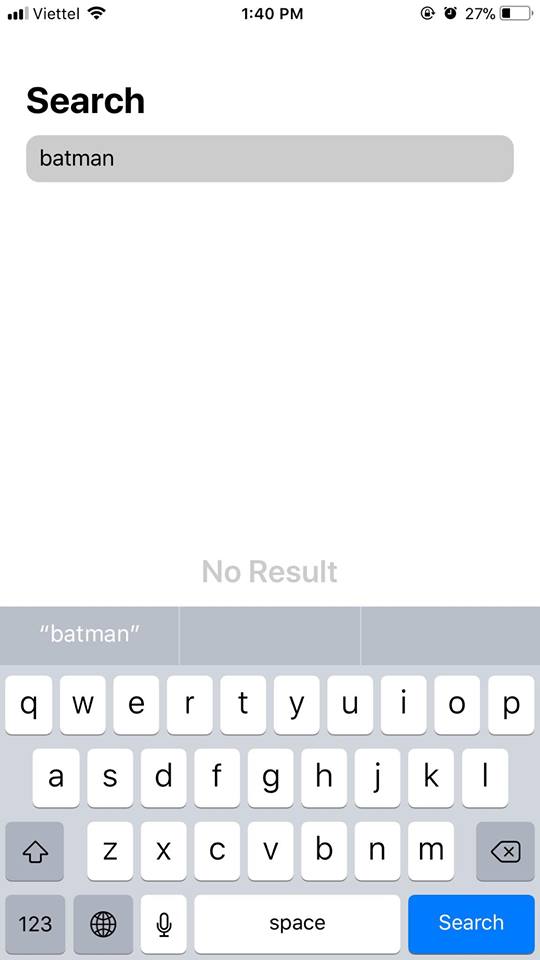 Viettel 1:40 PM 27%
Search
batman
No Result
“batman”
q w e r t y u i o p
a s d f g h j k l
z x c v b n m
123 space Search